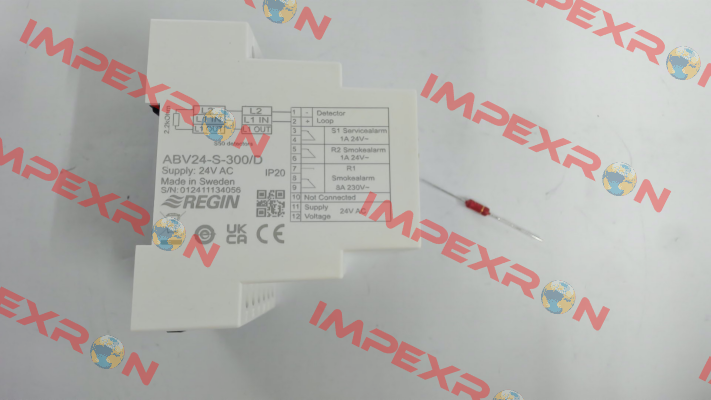 IMPEXRON
IMPEXRON
IMPEXRON
IMPEXRON
IMPEXRON
IMPEXRON
L2 L2
L1 IN L1 IN
L1 OUT L1 OUT
ABV24-S-300/D
Supply: 24V AC IP20
Made in Sweden
S/N: 012411134056
REGIN
UK
CA
CE
1 - Detector
2 + Loop
3 S1 Servicealarm
4 1A 24V~
5 R2 Smokealarm
6 1A 24V~
7 R1
8 Smokealarm
9 8A 230V~
10 Not Connected
11 Supply 24V AC
12 Voltage